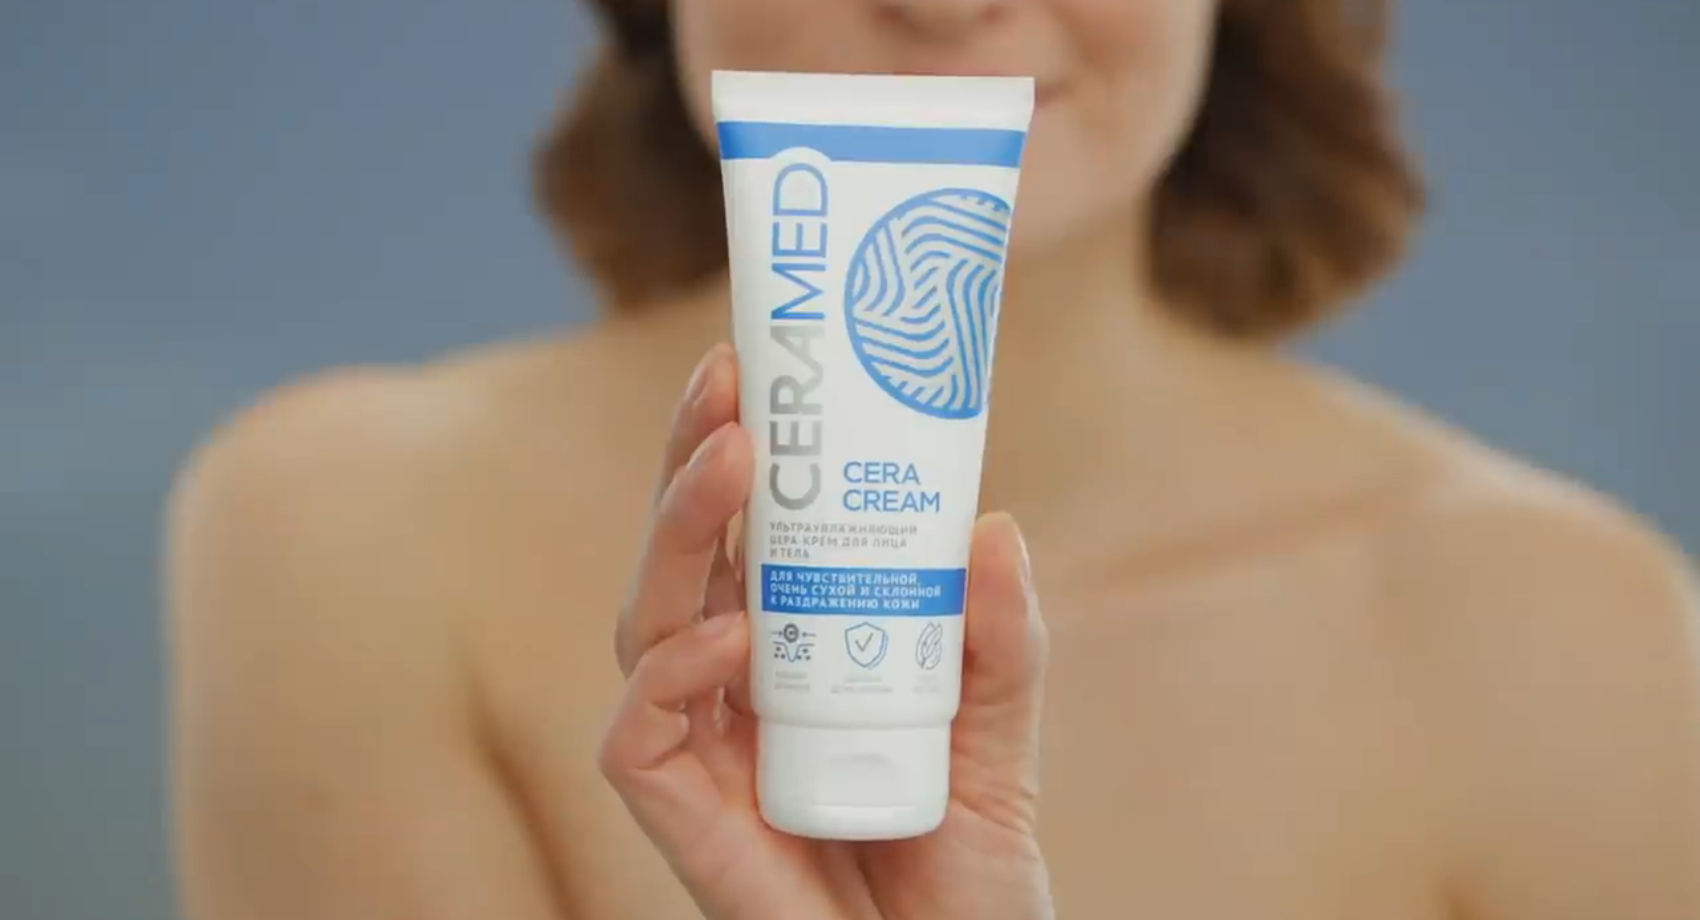 CERAMED
CERA
CREAM
УЛЬТРАУВЛАЖНЯЮЩИЙ
ЦЕРА-КРЕМ ДЛЯ ЛИЦА
И ТЕЛА
ДЛЯ ЧУВСТВИТЕЛЬНОЙ,
ОЧЕНЬ СУХОЙ И СКЛОННОЙ
К РАЗДРАЖЕНИЮ КОЖИ